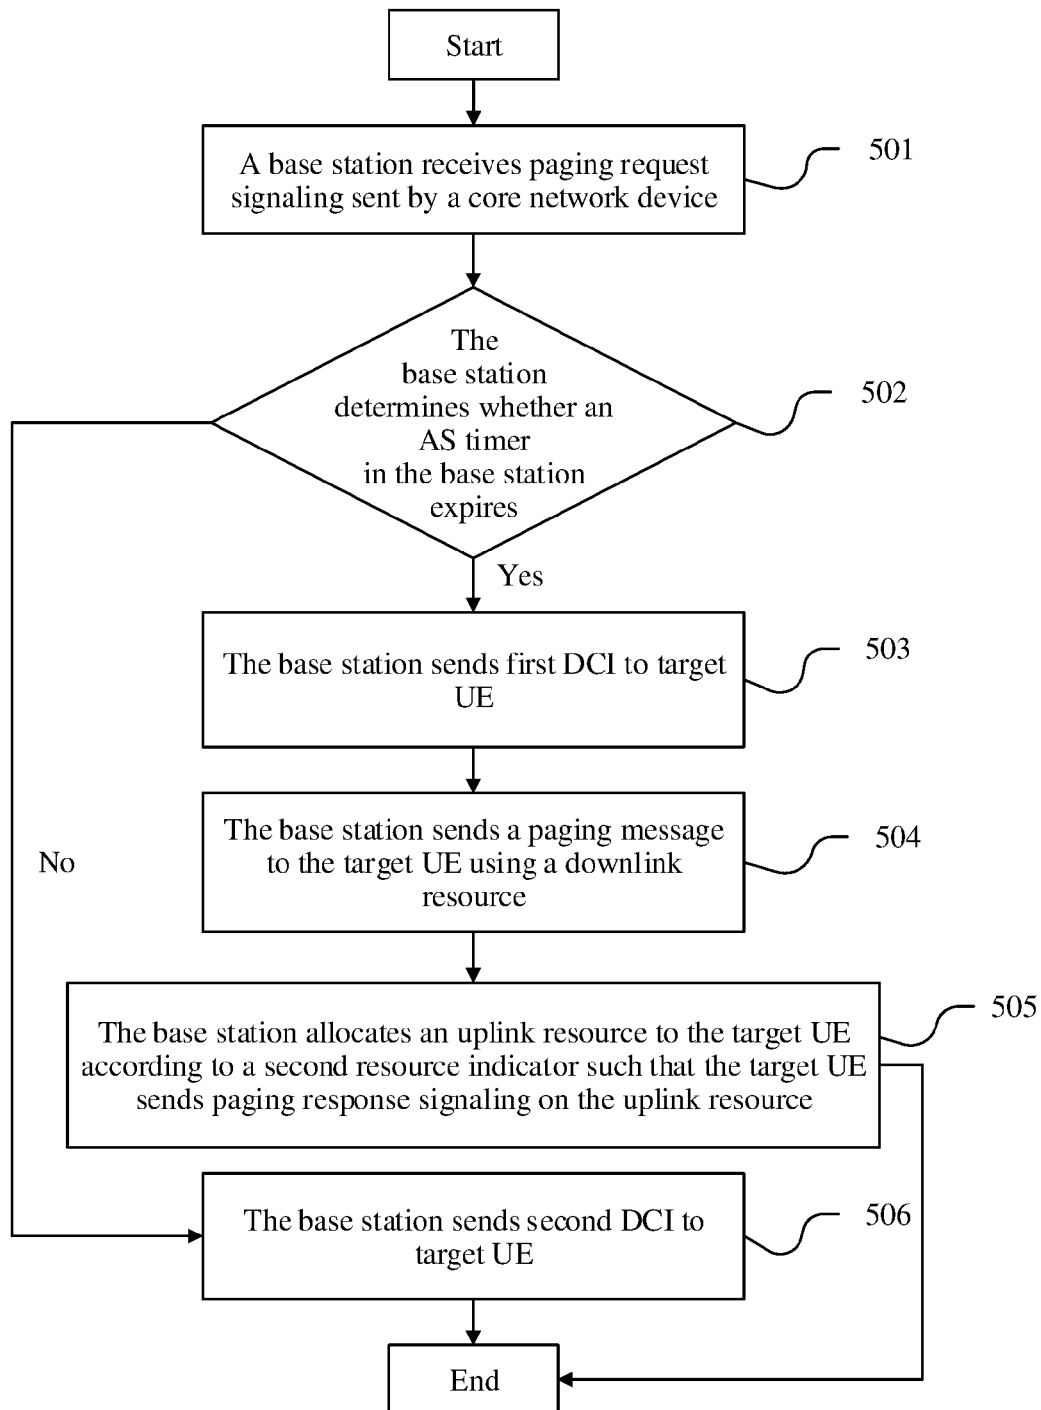 Start
A base station receives paging request
signaling sent by a core network device
501
The
base station
determines whether an
AS timer
in the base station
expires
502
Yes
The base station sends first DCI to target
UE
503
The base station sends a paging message
to the target UE using a downlink
resource
504
No
The base station allocates an uplink resource to the target UE
according to a second resource indicator such that the target UE
sends paging response signaling on the uplink resource
505
The base station sends second DCI to
target UE
506
End